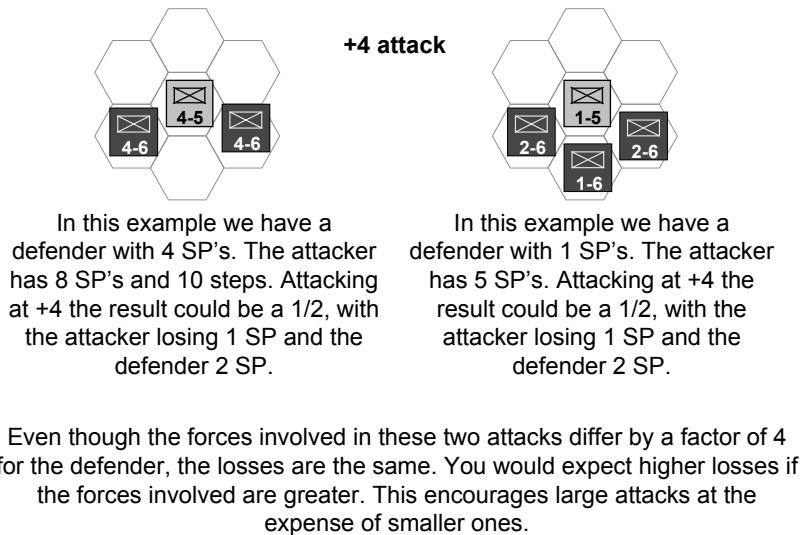 +4 attack
4-5
4-6
4-6
1-5
2-6
2-6
1-6
In this example we have a
defender with 4 SP's. The attacker
has 8 SP's and 10 steps. Attacking
at +4 the result could be a 1/2, with
the attacker losing 1 SP and the
defender 2 SP.
In this example we have a
defender with 1 SP's. The attacker
has 5 SP's. Attacking at +4 the
result could be a 1/2, with the
attacker losing 1 SP and the
defender 2 SP.
Even though the forces involved in these two attacks differ by a factor of 4
for the defender, the losses are the same. You would expect higher losses if
the forces involved are greater. This encourages large attacks at the
expense of smaller ones.